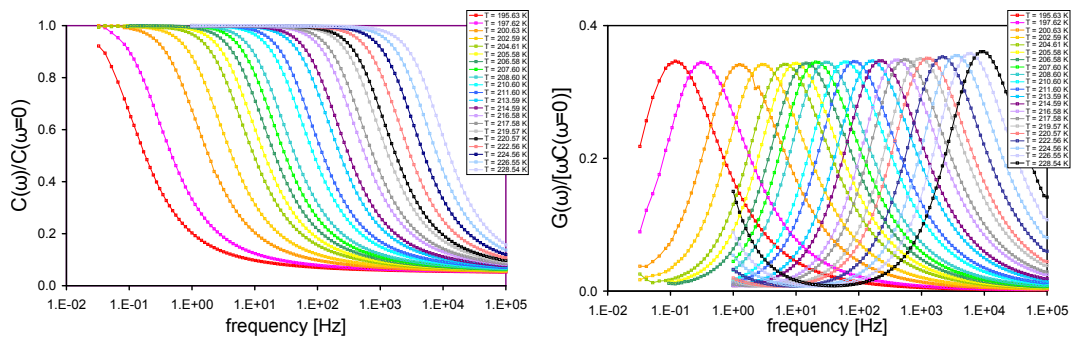 C(ω)/C(ω=0)
1.0
0.8
0.6
0.4
0.2
0.0
1.E-02 1.E-01 1.E+00 1.E+01 1.E+02 1.E+03 1.E+04 1.E+05
frequency [Hz]
T = 195.63 K
T = 197.62 K
T = 200.63 K
T = 202.59 K
T = 204.61 K
T = 205.58 K
T = 206.58 K
T = 207.60 K
T = 208.60 K
T = 210.60 K
T = 211.60 K
T = 213.59 K
T = 214.59 K
T = 216.58 K
T = 217.58 K
T = 219.57 K
T = 220.57 K
T = 222.56 K
T = 224.56 K
T = 226.55 K
T = 228.54 K
G(ω)/[ωC(ω=0)]
0.4
0.2
0.0
1.E-02 1.E-01 1.E+00 1.E+01 1.E+02 1.E+03 1.E+04 1.E+05
frequency [Hz]
T = 195.63 K
T = 197.62 K
T = 200.63 K
T = 202.59 K
T = 204.61 K
T = 205.58 K
T = 206.58 K
T = 207.60 K
T = 208.60 K
T = 210.60 K
T = 211.60 K
T = 213.59 K
T = 214.59 K
T = 216.58 K
T = 217.58 K
T = 219.57 K
T = 220.57 K
T = 222.56 K
T = 224.56 K
T = 226.55 K
T = 228.54 K